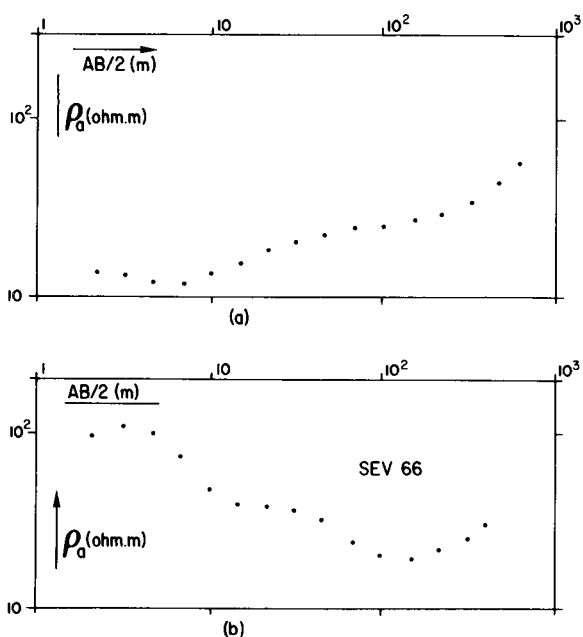 1 10 10² 10³
AB/2 (m)
10²
ρa (ohm.m)
10
(a)
1 10 10² 10³
AB/2 (m)
10²
SEV 66
ρa (ohm.m)
10
(b)